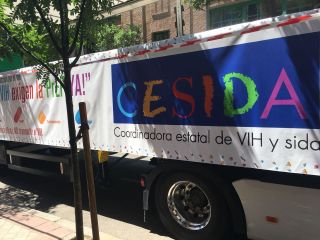 VIH exigen la PrEP YA!"
CESIDA
Coordinadora estatal de VIH y sida